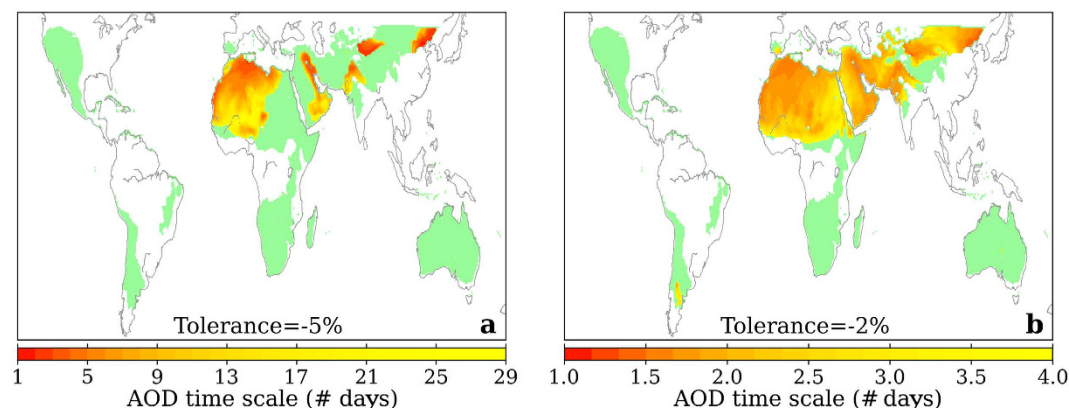 Tolerance=-5%
a
1 5 9 13 17 21 25 29
AOD time scale (# days)
Tolerance=-2%
b
1.0 1.5 2.0 2.5 3.0 3.5 4.0
AOD time scale (# days)